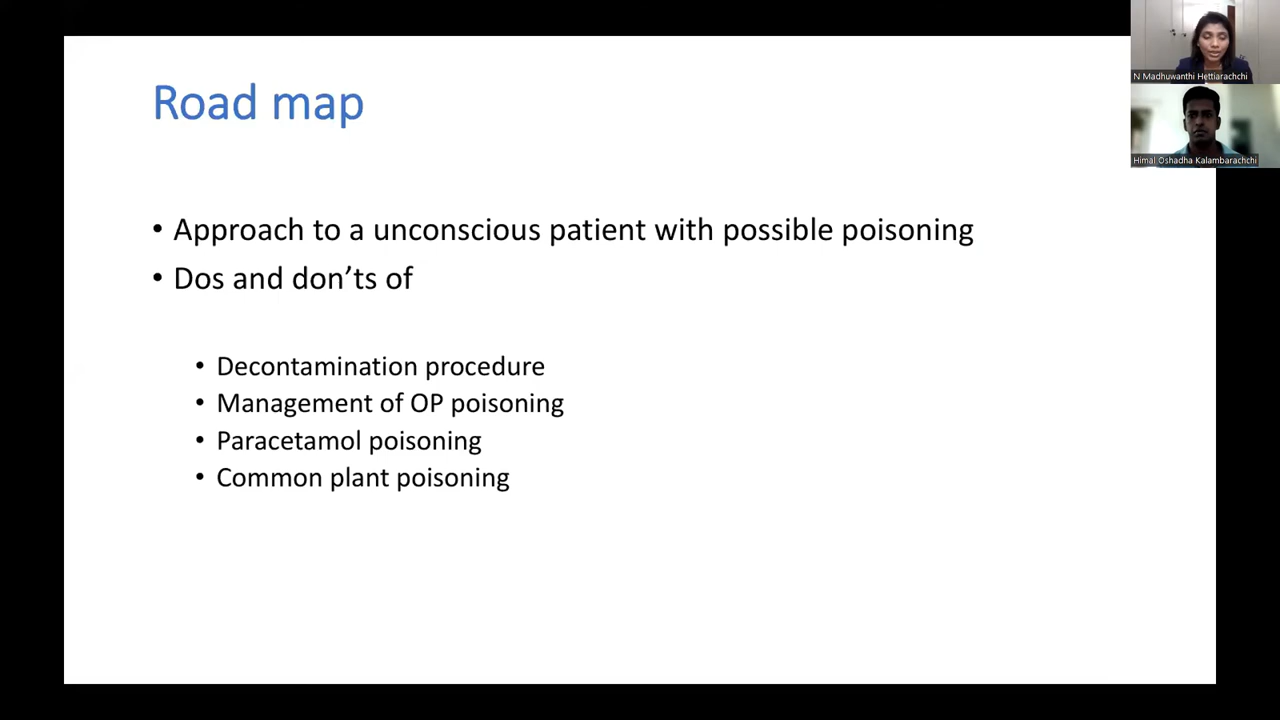 Road map
• Approach to a unconscious patient with possible poisoning
• Dos and don’ts of
• Decontamination procedure
• Management of OP poisoning
• Paracetamol poisoning
• Common plant poisoning
N Madhuwanthi Hettiarachchi
Himal Oshadha Kalambarachchi